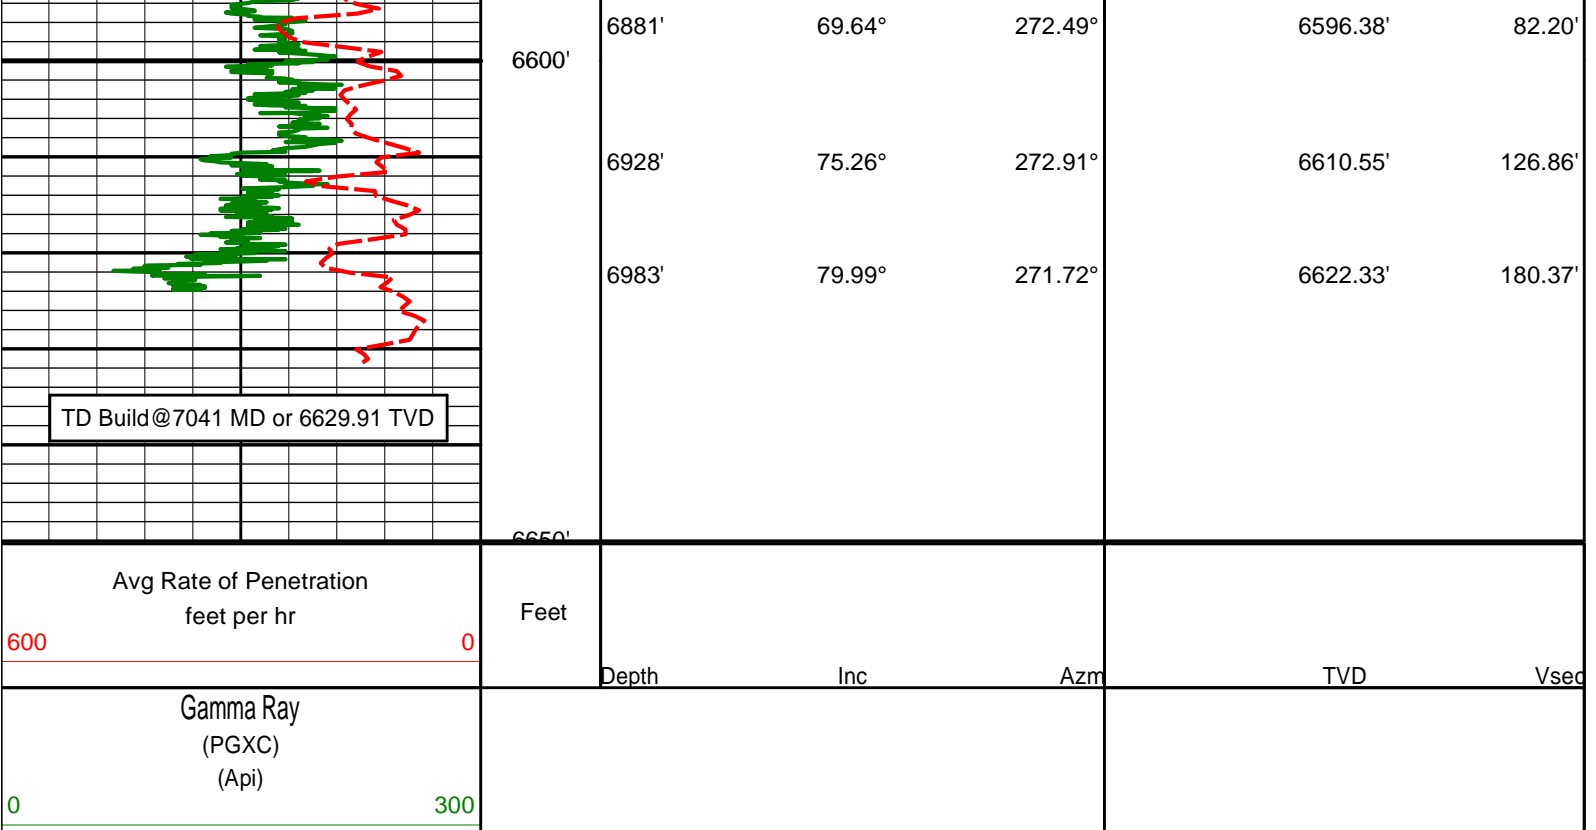 6881' 69.64° 272.49° 6596.38' 82.20'
6600'
6928' 75.26° 272.91° 6610.55' 126.86'
6983' 79.99° 271.72° 6622.33' 180.37'
TD Build@7041 MD or 6629.91 TVD
6650'
Avg Rate of Penetration
feet per hr
600 0
Feet
Depth Inc Azm TVD Vsec
Gamma Ray
(PGXC)
(Api)
0 300